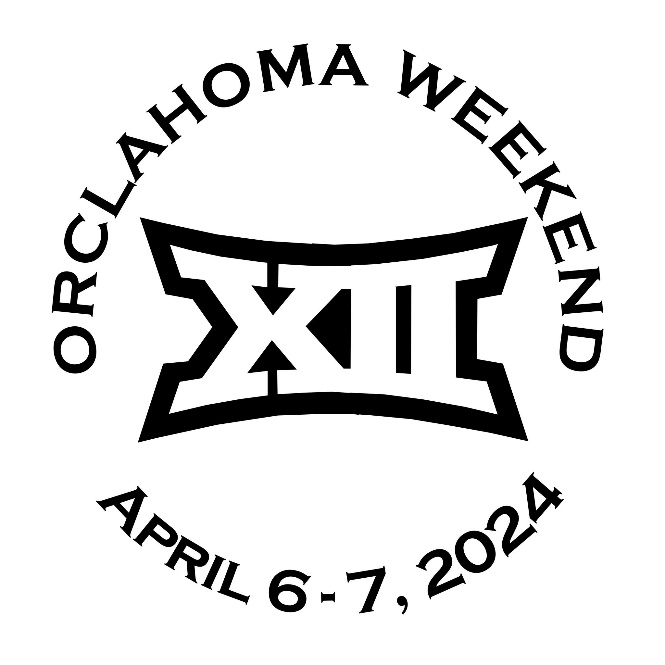 ORCLAHOMA WEEKEND
XII
APRIL 6-7, 2024